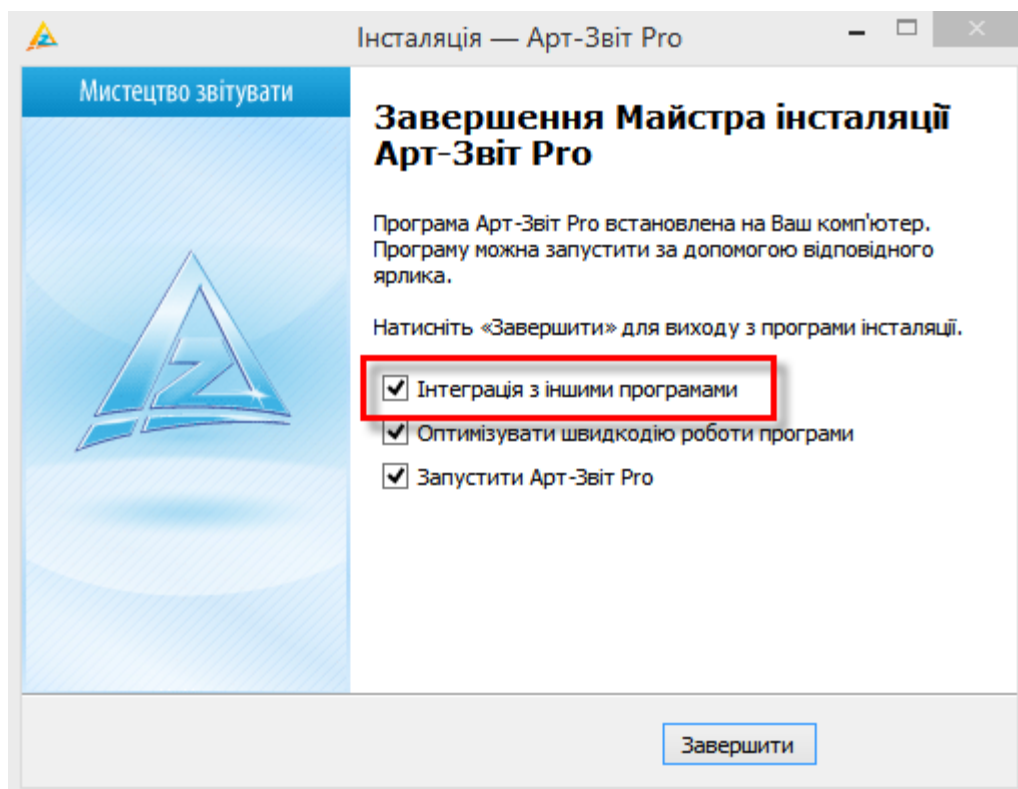 Інсталяція — Арт-Звіт Pro
Мистецтво звітувати
Завершення Майстра інсталяції
Арт-Звіт Pro
Програма Арт-Звіт Pro встановлена на Ваш комп'ютер.
Програму можна запустити за допомогою відповідного
ярлика.
Натисніть «Завершити» для виходу з програми інсталяції.
Інтеграція з іншими програмами
Оптимізувати швидкодію роботи програми
Запустити Арт-Звіт Pro
Завершити